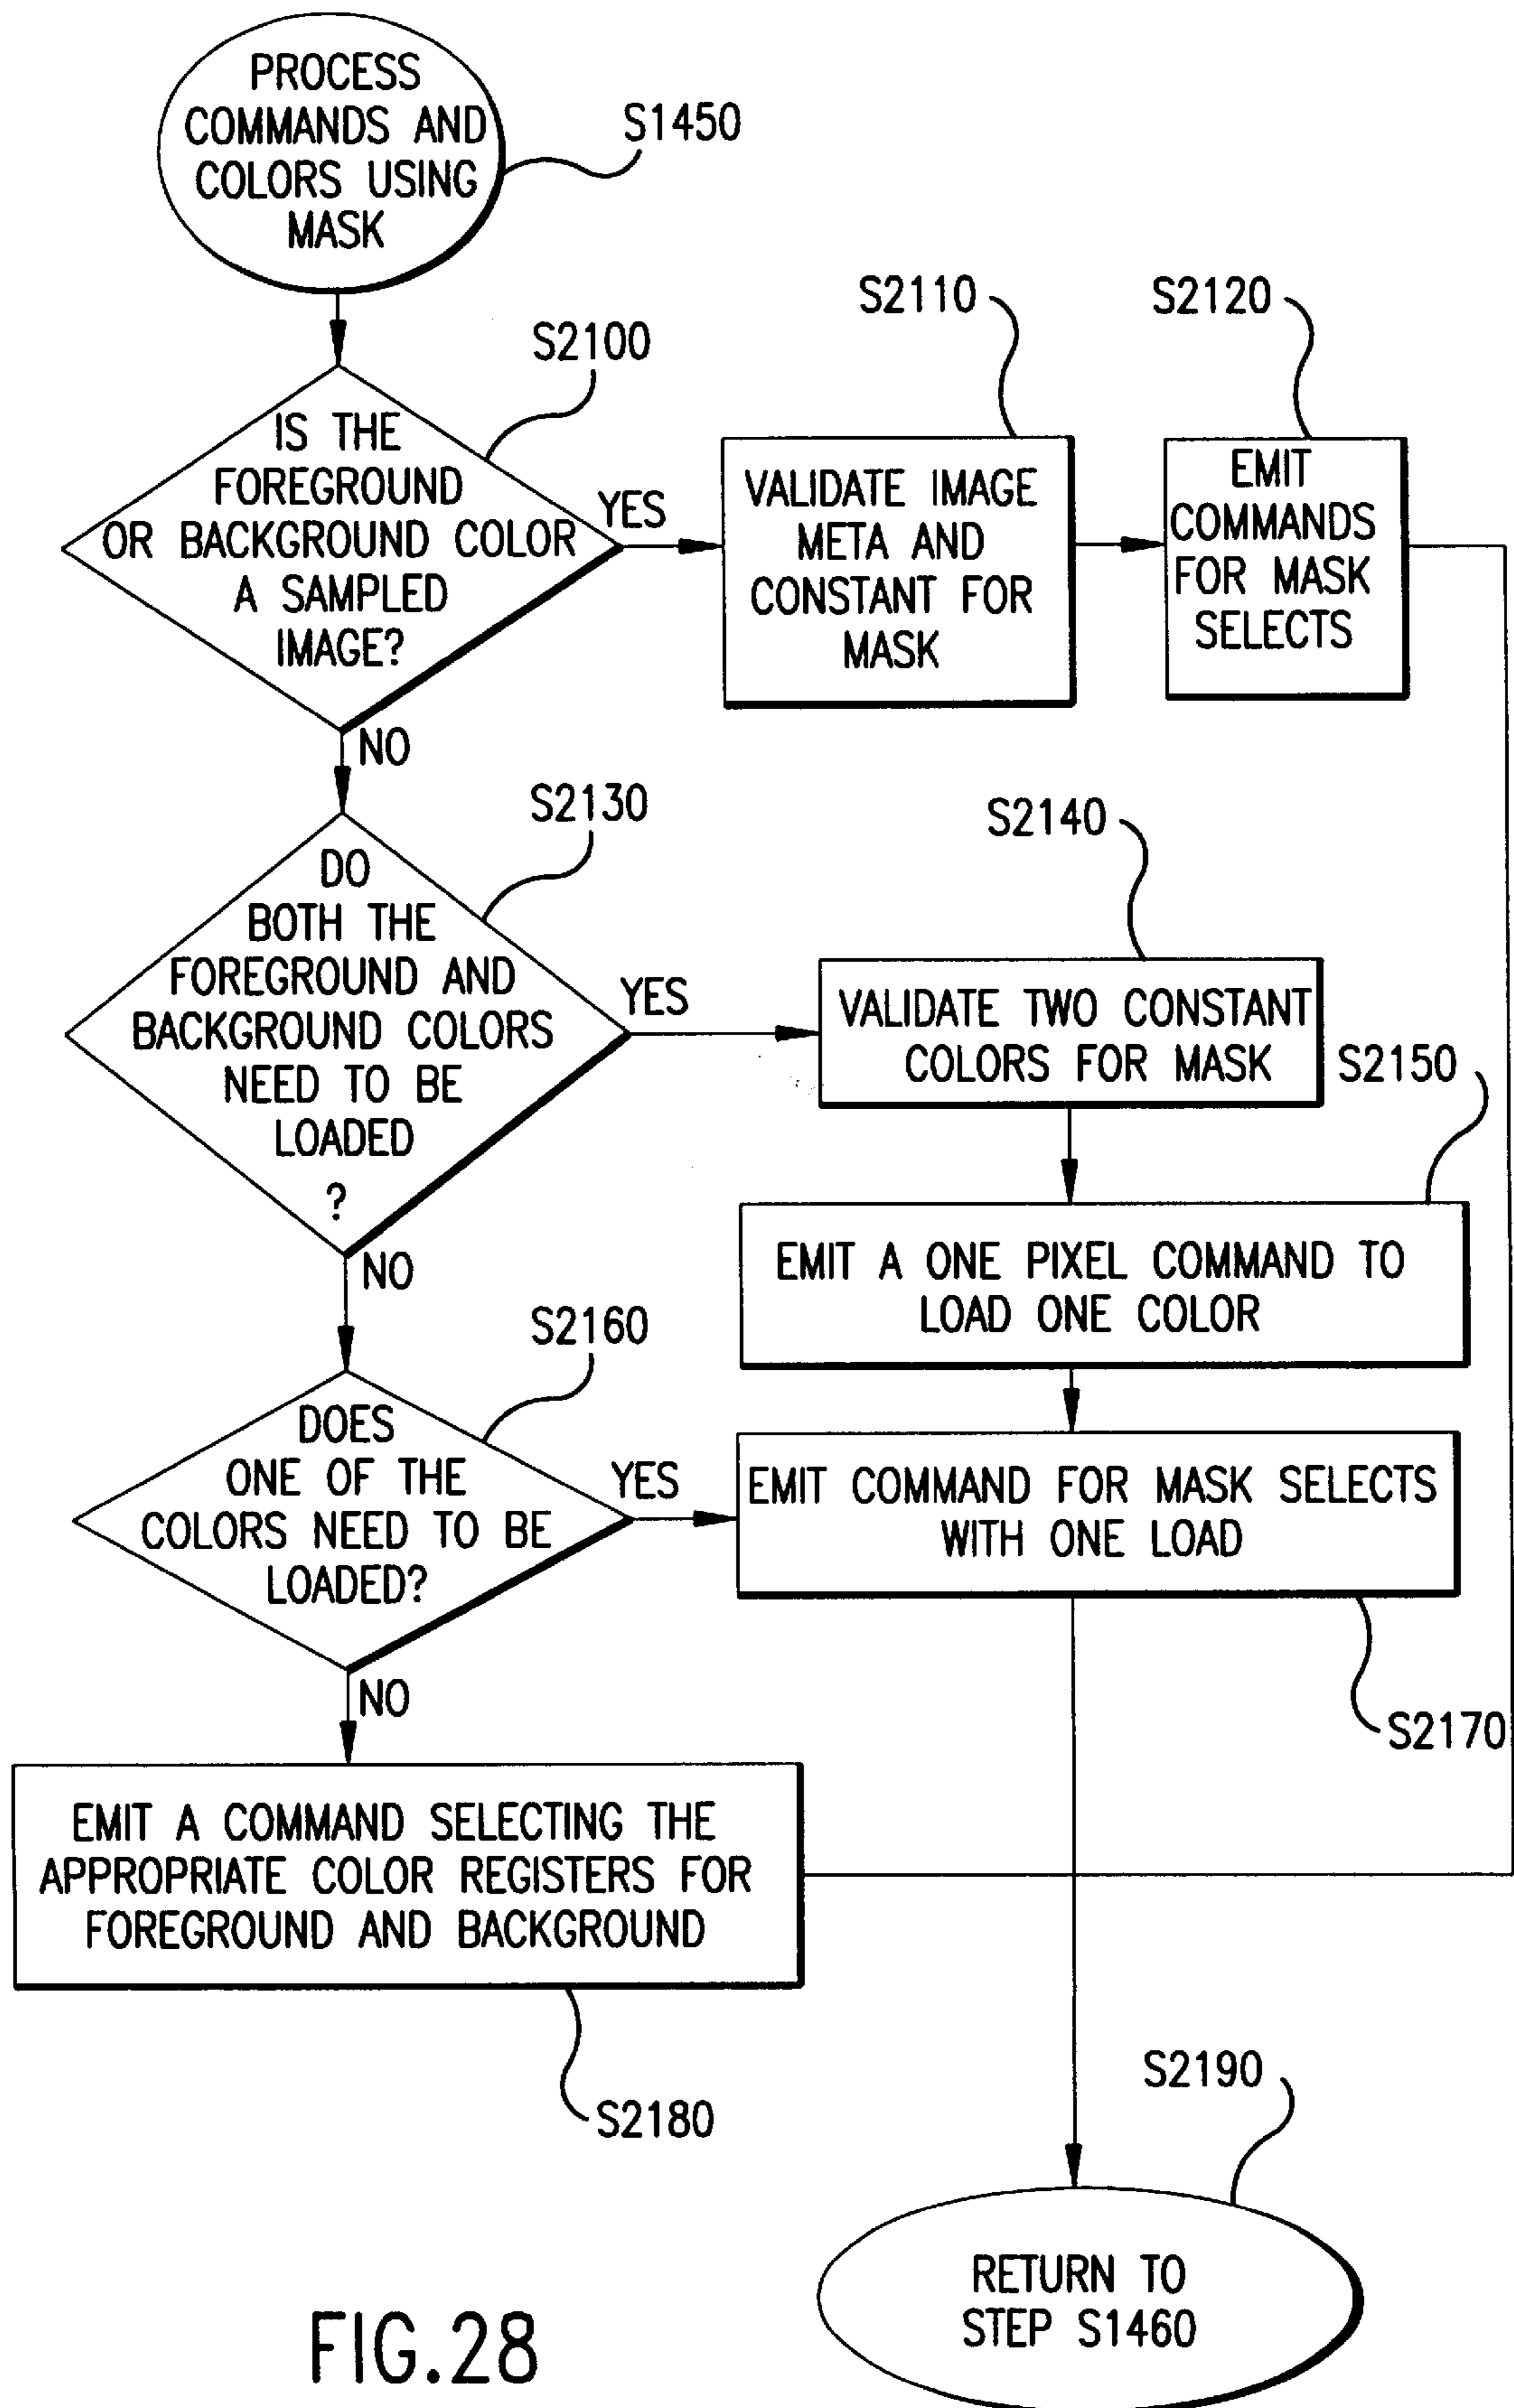 PROCESS
COMMANDS AND
COLORS USING
MASK
S1450
S2100
S2110
S2120
IS THE
FOREGROUND
OR BACKGROUND COLOR
A SAMPLED
IMAGE?
YES
VALIDATE IMAGE
META AND
CONSTANT FOR
MASK
EMIT
COMMANDS
FOR MASK
SELECTS
NO
S2130
S2140
DO
BOTH THE
FOREGROUND AND
BACKGROUND COLORS
NEED TO BE
LOADED
?
YES
VALIDATE TWO CONSTANT
COLORS FOR MASK
S2150
EMIT A ONE PIXEL COMMAND TO
LOAD ONE COLOR
NO
S2160
DOES
ONE OF THE
COLORS NEED TO BE
LOADED?
YES
EMIT COMMAND FOR MASK SELECTS
WITH ONE LOAD
S2170
NO
EMIT A COMMAND SELECTING THE
APPROPRIATE COLOR REGISTERS FOR
FOREGROUND AND BACKGROUND
S2180
S2190
RETURN TO
STEP S1460
FIG.28